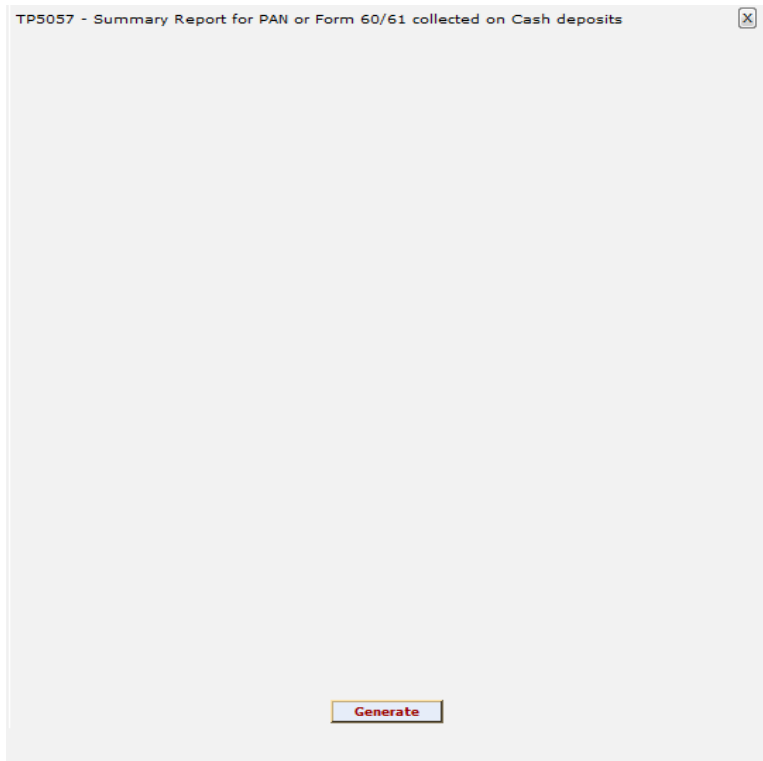 TP5057 - Summary Report for PAN or Form 60/61 collected on Cash deposits
X
Generate